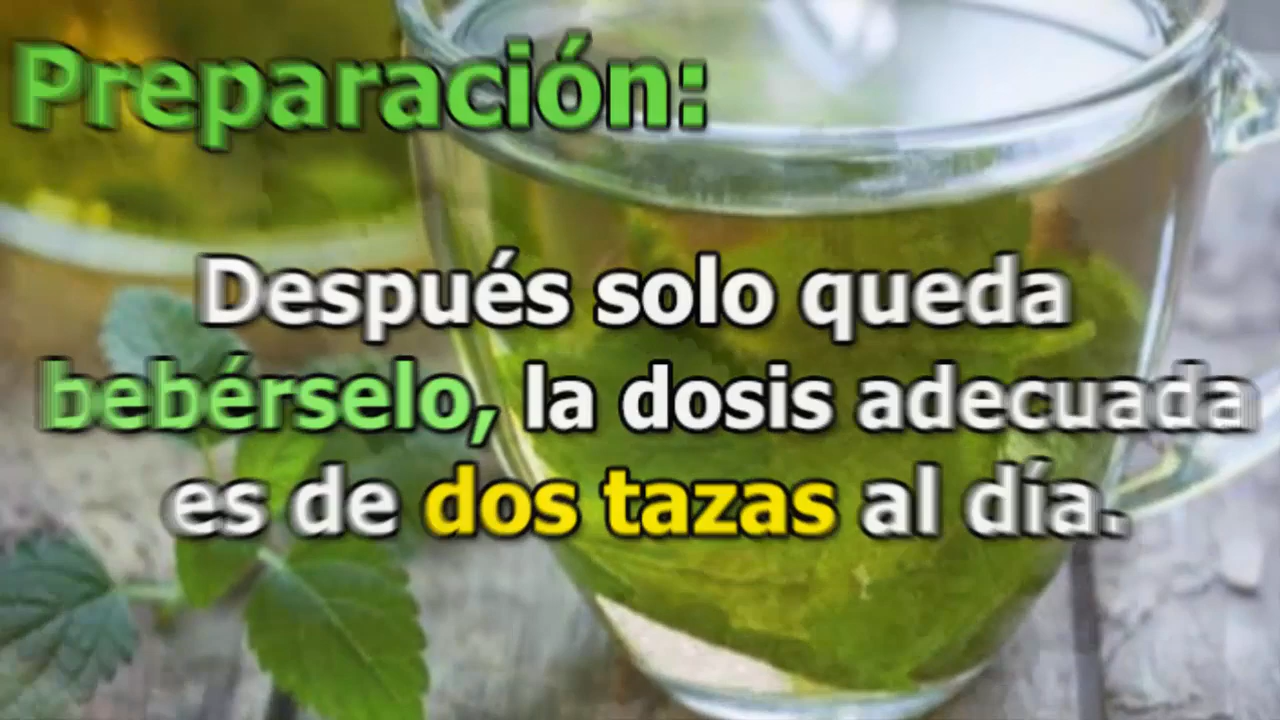 Preparación:
Después solo queda
bebérselo, la dosis adecuada
es de dos tazas al día.